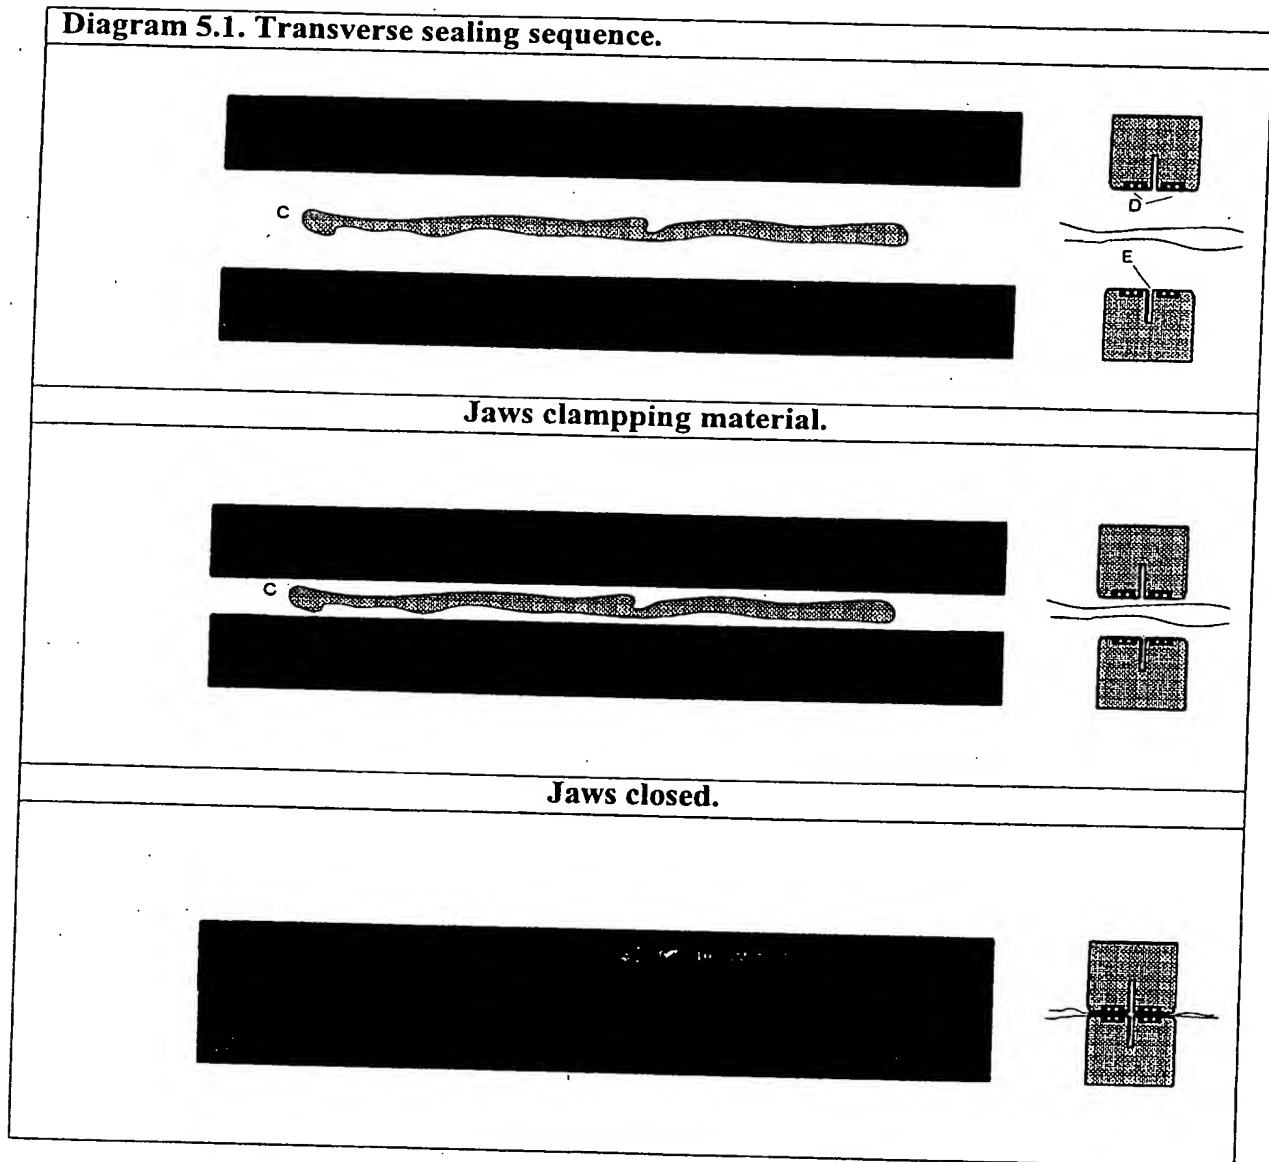 Diagram 5.1. Transverse sealing sequence.
C
D
E
Jaws clampping material.
C
Jaws closed.